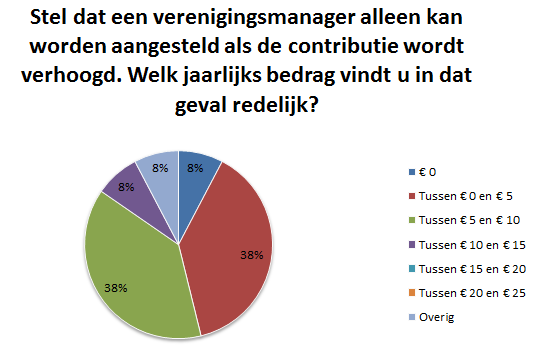 Stel dat een verenigingsmanager alleen kan
worden aangesteld als de contributie wordt
verhoogd. Welk jaarlijks bedrag vindt u in dat
geval redelijk?
8%
8%
8%
38%
38%
€ 0
Tussen € 0 en € 5
Tussen € 5 en € 10
Tussen € 10 en € 15
Tussen € 15 en € 20
Tussen € 20 en € 25
Overig